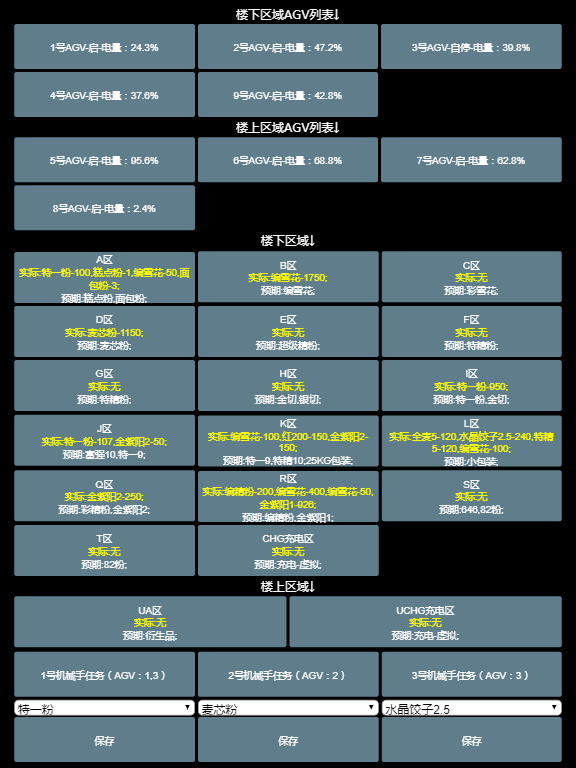 楼下区域AGV列表↓
1号AGV-启-电量：24.3%
2号AGV-启-电量：47.2%
3号AGV-自停-电量：39.8%
4号AGV-启-电量：37.6%
9号AGV-启-电量：42.8%
楼上区域AGV列表↓
5号AGV-启-电量：95.6%
6号AGV-启-电量：68.8%
7号AGV-启-电量：62.8%
8号AGV-启-电量：2.4%
楼下区域↓
A区
实际:特一粉-100,糕点粉-1,编雪花-50,面
包粉-3;
预期:糕点粉,面包粉;
B区
实际:编雪花-1750;
预期:编雪花;
C区
实际:无
预期:彩雪花;
D区
实际:麦芯粉-1150;
预期:麦芯粉;
E区
实际:无
预期:超级精粉;
F区
实际:无
预期:特精粉;
G区
实际:无
预期:特精粉;
H区
实际:无
预期:金切,银切;
I区
实际:特一粉-950;
预期:特一粉,金切;
J区
实际:特一粉-107,金紫阳2-50;
预期:富强10,特一9;
K区
实际:编雪花-100,红200-150,金紫阳2-
150;
预期:特一9,特精10;25KG包装;
L区
实际:全麦5-120,水晶饺子2.5-240,特精
5-120,编雪花-100;
预期:小包装;
Q区
实际:金紫阳2-250;
预期:彩精粉,金紫阳2;
R区
实际:编精粉-200,编雪花-400,编雪花-50,
金紫阳1-926;
预期:编精粉,金紫阳1;
S区
实际:无
预期:646,82粉;
T区
实际:无
预期:82粉;
CHG充电区
实际:无
预期:充电-虚拟;
楼上区域↓
UA区
实际:无
预期:衍生品;
UCHG充电区
实际:无
预期:充电-虚拟;
1号机械手任务（AGV：1,3）
2号机械手任务（AGV：2）
3号机械手任务（AGV：3）
特一粉
麦芯粉
水晶饺子2.5
保存
保存
保存